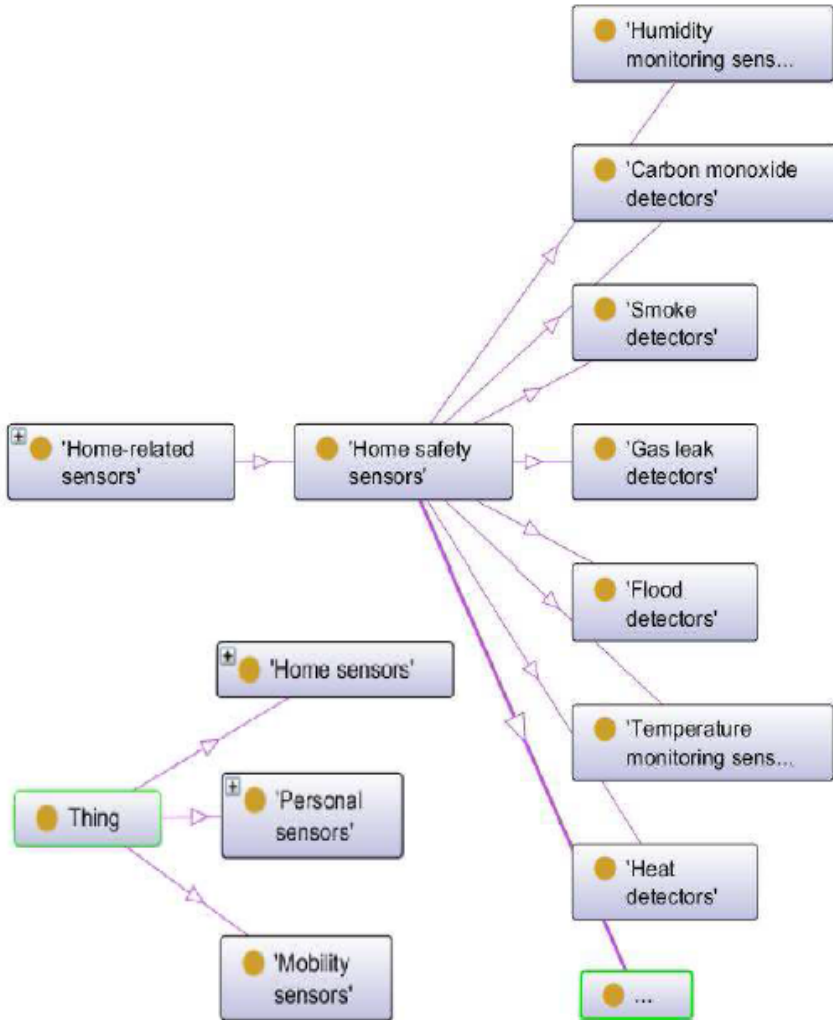 'Humidity
monitoring sens...
'Carbon monoxide
detectors'
'Smoke
detectors'
'Home-related
sensors'
'Home safety
sensors'
'Gas leak
detectors'
'Flood
detectors'
'Home sensors'
'Temperature
monitoring sens...
Thing
'Personal
sensors'
'Heat
detectors'
'Mobility
sensors'
...